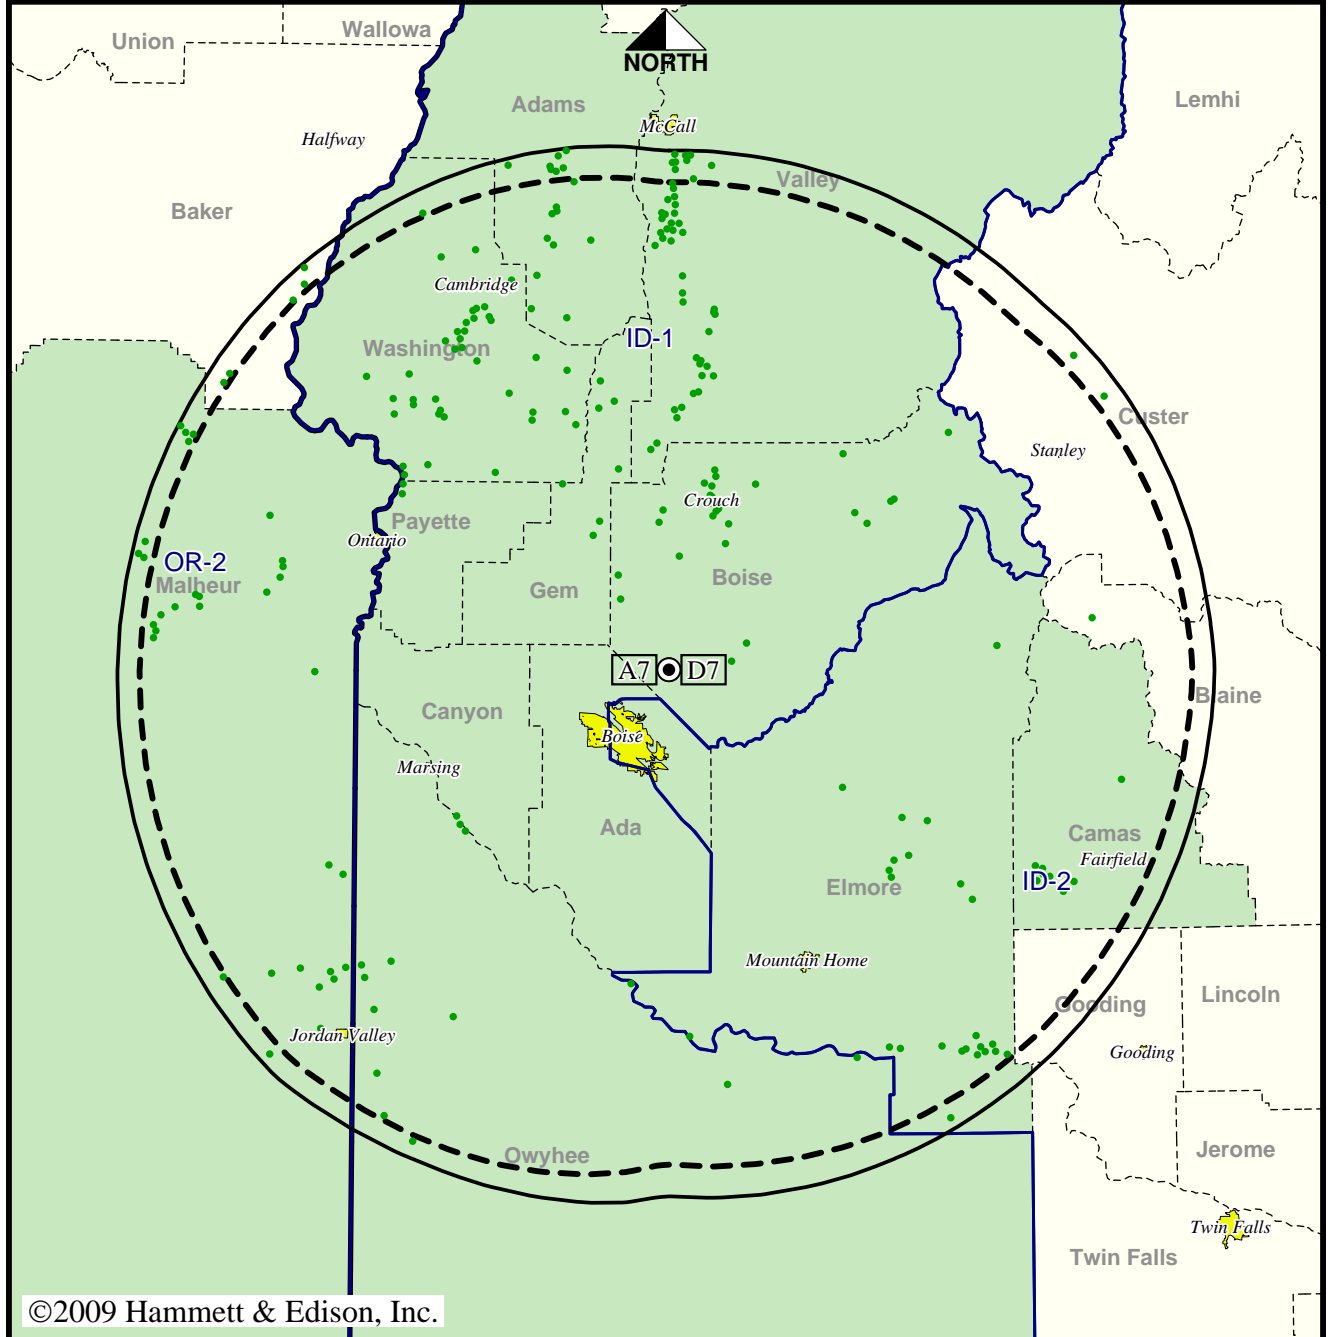 Union
Wallowa
NORTH
Adams
Lemhi
McCall
Halfway
Valley
Baker
Cambridge
ID-1
Washington
Custer
Stanley
Crouch
Payette
Ontario
OR-2
Malheur
Gem
Boise
A7 D7
Blaine
Canyon
Boise
Marsing
Ada
Camas
Fairfield
ID-2
Elmore
Mountain Home
Gooding
Lincoln
Jordan Valley
Gooding
Owyhee
Jerome
Twin Falls
Twin Falls
©2009 Hammett & Edison, Inc.